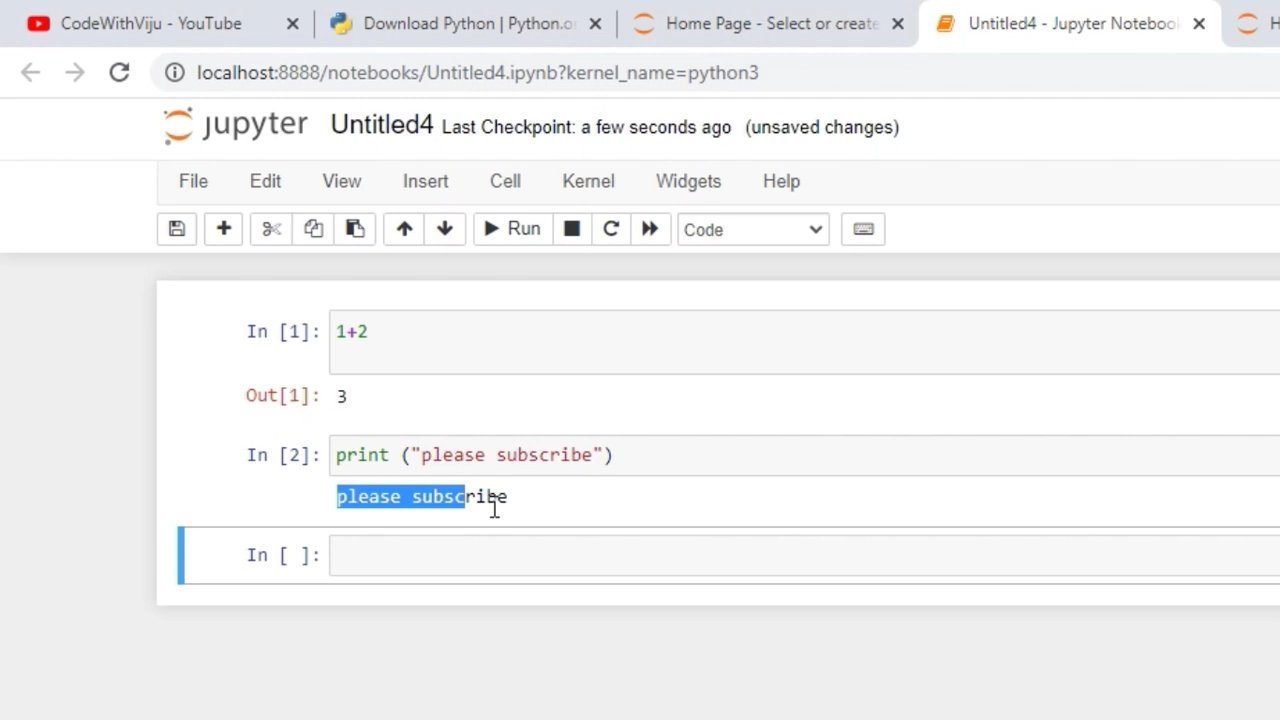 CodeWithViju - YouTube
Download Python | Python.o
Home Page - Select or create
Untitled4 - Jupyter Notebook
H
localhost:8888/notebooks/Untitled4.ipynb?kernel_name=python3
jupyter Untitled4 Last Checkpoint: a few seconds ago (unsaved changes)
File Edit View Insert Cell Kernel Widgets Help
Run Code
In [1]: 1+2
Out[1]: 3
In [2]: print ("please subscribe")
please subscribe
In [ ]: